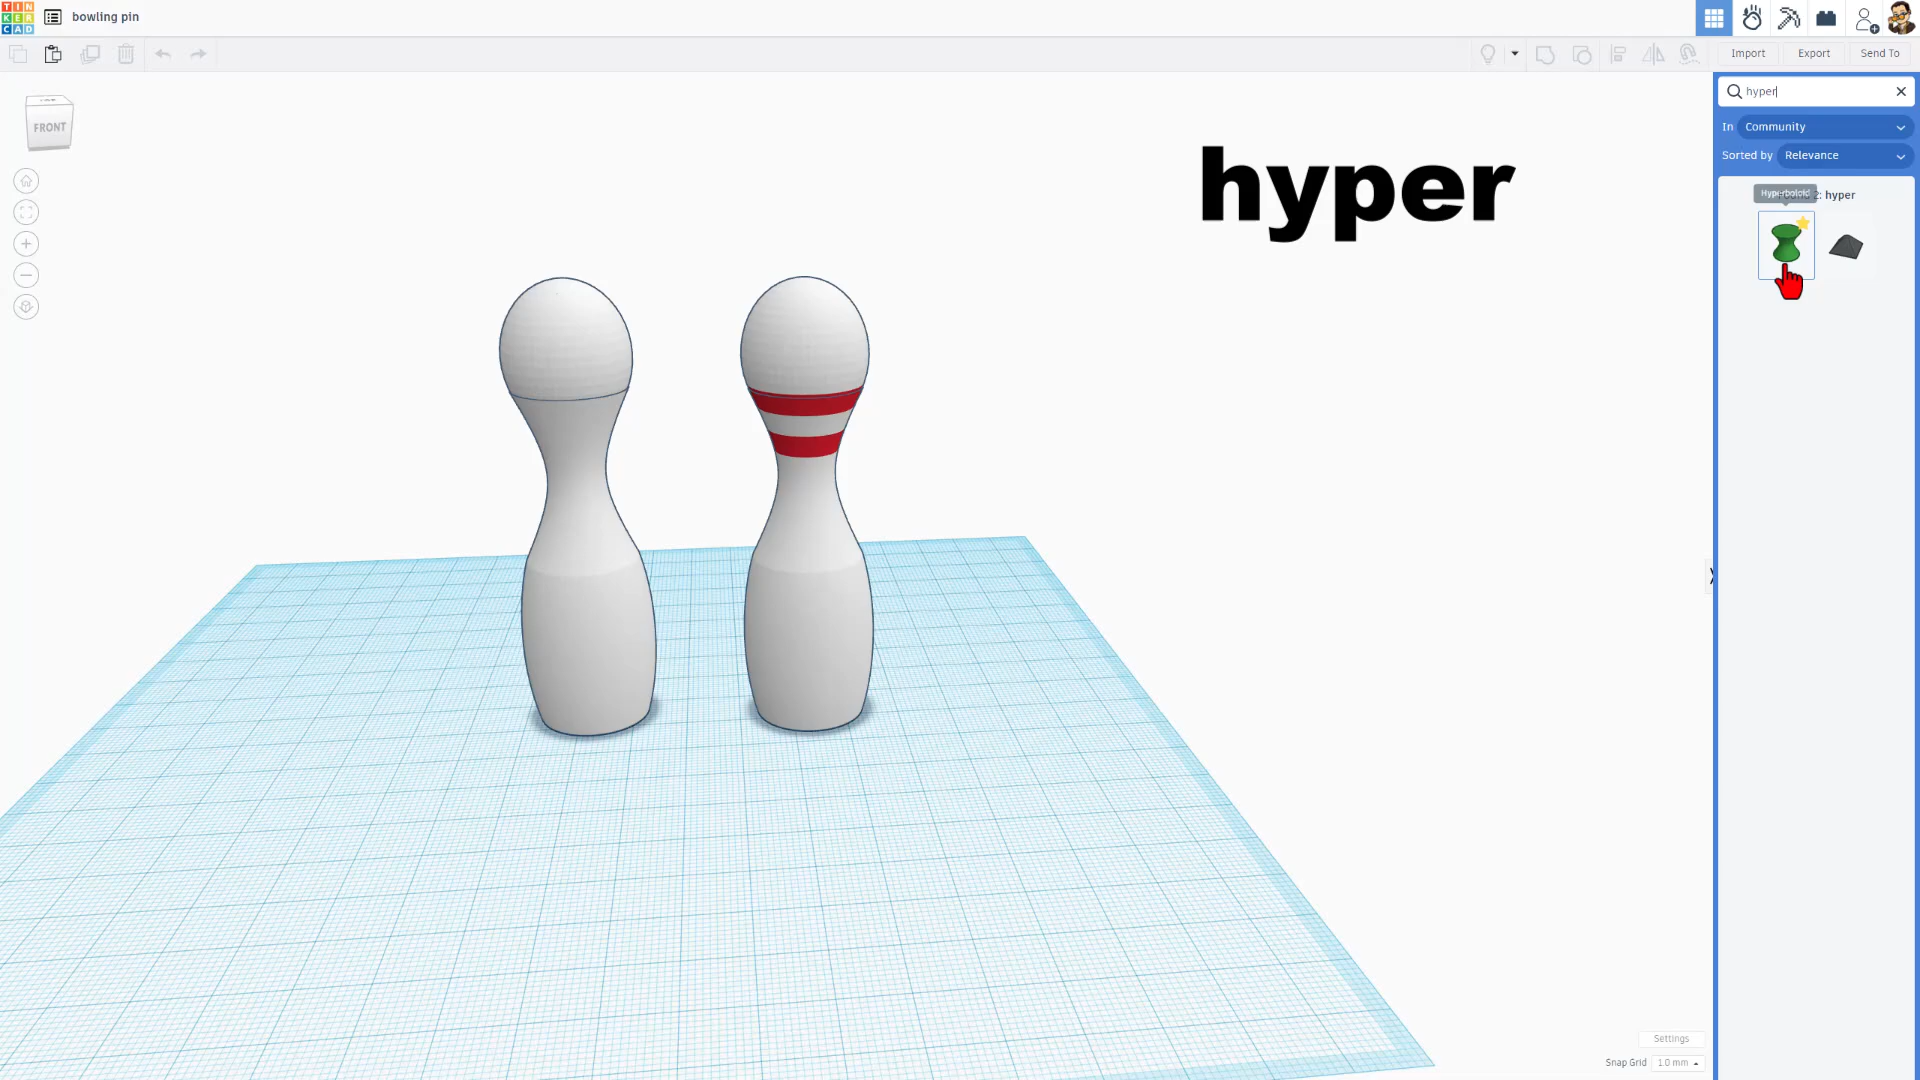 TIN
KER
CAD
bowling pin
Import
Export
Send To
FRONT
hyper
In Community
Sorted by Relevance
Hyperboloid
2: hyper
hyper
Settings
Snap Grid 1.0 mm